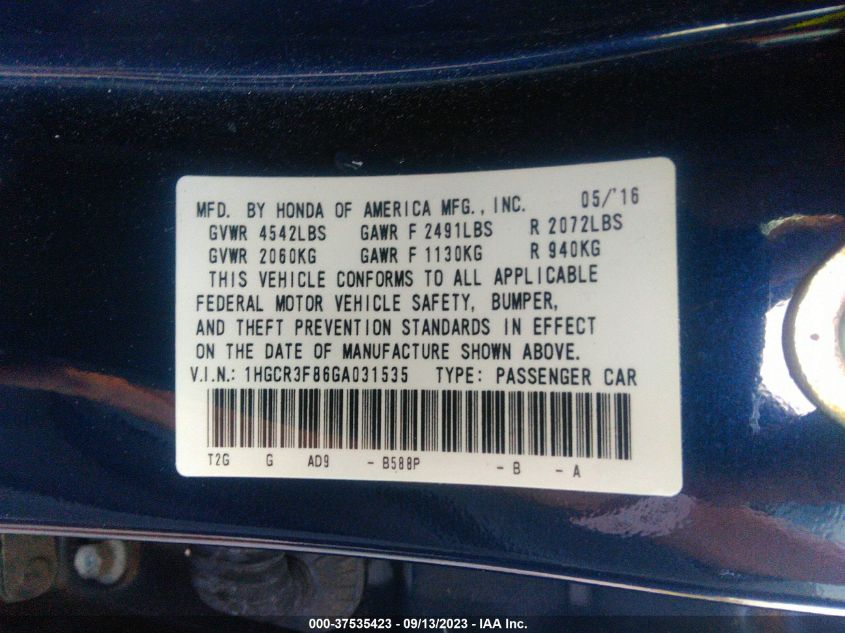 MFD. BY HONDA OF AMERICA MFG., INC. 05/'16
GVWR 4542LBS GAWR F 2491LBS R 2072LBS
GVWR 2060KG GAWR F 1130KG R 940KG
THIS VEHICLE CONFORMS TO ALL APPLICABLE
FEDERAL MOTOR VEHICLE SAFETY, BUMPER,
AND THEFT PREVENTION STANDARDS IN EFFECT
ON THE DATE OF MANUFACTURE SHOWN ABOVE.
V.I.N.: 1HGCR3F86GA031535 TYPE: PASSENGER CAR
T2G G AD9 - B588P - B - A
000-37535423 - 09/13/2023 - IAA Inc.